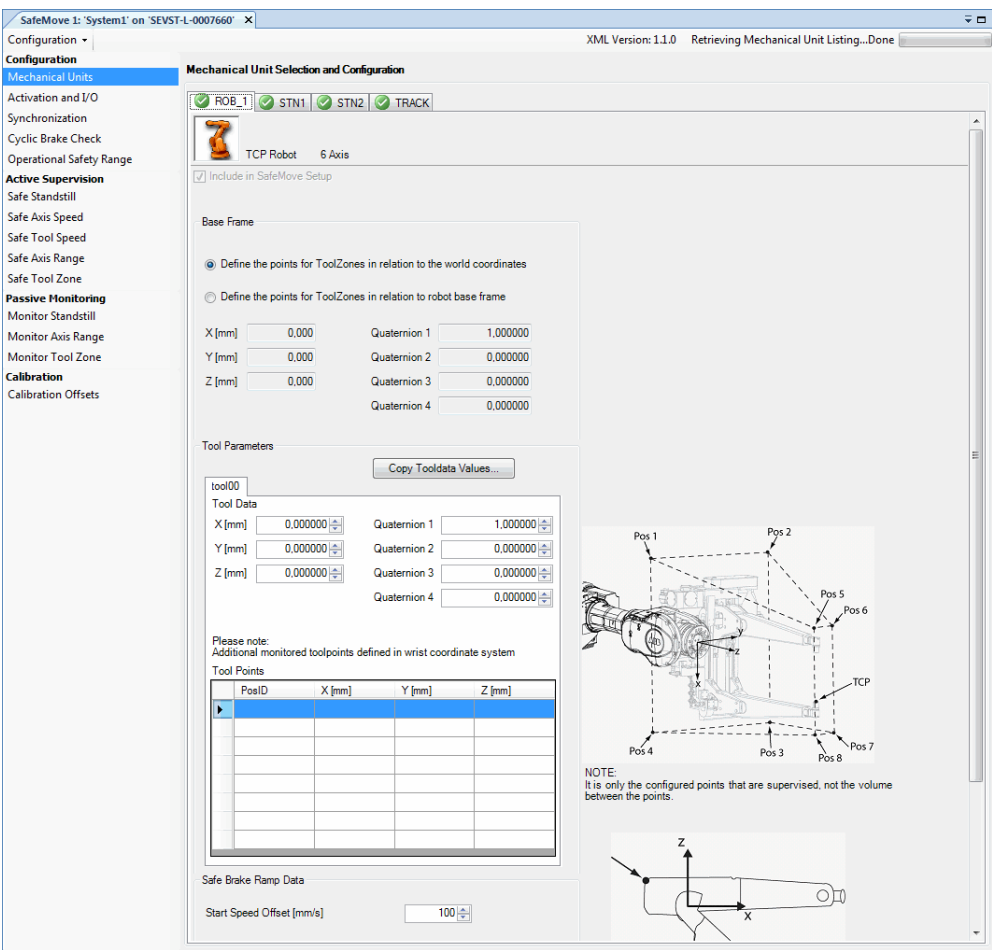 SafeMove 1: 'System1' on 'SEVST-L-0007660'
Configuration
XML Version: 1.1.0 Retrieving Mechanical Unit Listing...Done
Configuration
Mechanical Units
Activation and I/O
Synchronization
Cyclic Brake Check
Operational Safety Range
Active Supervision
Safe Standstill
Safe Axis Speed
Safe Tool Speed
Safe Axis Range
Safe Tool Zone
Passive Monitoring
Monitor Standstill
Monitor Axis Range
Monitor Tool Zone
Calibration
Calibration Offsets
Mechanical Unit Selection and Configuration
ROB_1 STN1 STN2 TRACK
TCP Robot 6 Axis
Include in SafeMove Setup
Base Frame
Define the points for ToolZones in relation to the world coordinates
Define the points for ToolZones in relation to robot base frame
X [mm] 0,000 Quaternion 1 1,000000
Y [mm] 0,000 Quaternion 2 0,000000
Z [mm] 0,000 Quaternion 3 0,000000
Quaternion 4 0,000000
Tool Parameters
Copy Tooldata Values...
tool00
Tool Data
X [mm] 0,000000 Quaternion 1 1,000000
Y [mm] 0,000000 Quaternion 2 0,000000
Z [mm] 0,000000 Quaternion 3 0,000000
Quaternion 4 0,000000
Please note:
Additional monitored toolpoints defined in wrist coordinate system
Tool Points
PosID X [mm] Y [mm] Z [mm]
Safe Brake Ramp Data
Start Speed Offset [mm/s] 100
Pos 1
Pos 2
Pos 5
Pos 6
Y
Z
X
TCP
Pos 4
Pos 3
Pos 8
Pos 7
NOTE:
It is only the configured points that are supervised, not the volume
between the points.
Z
X